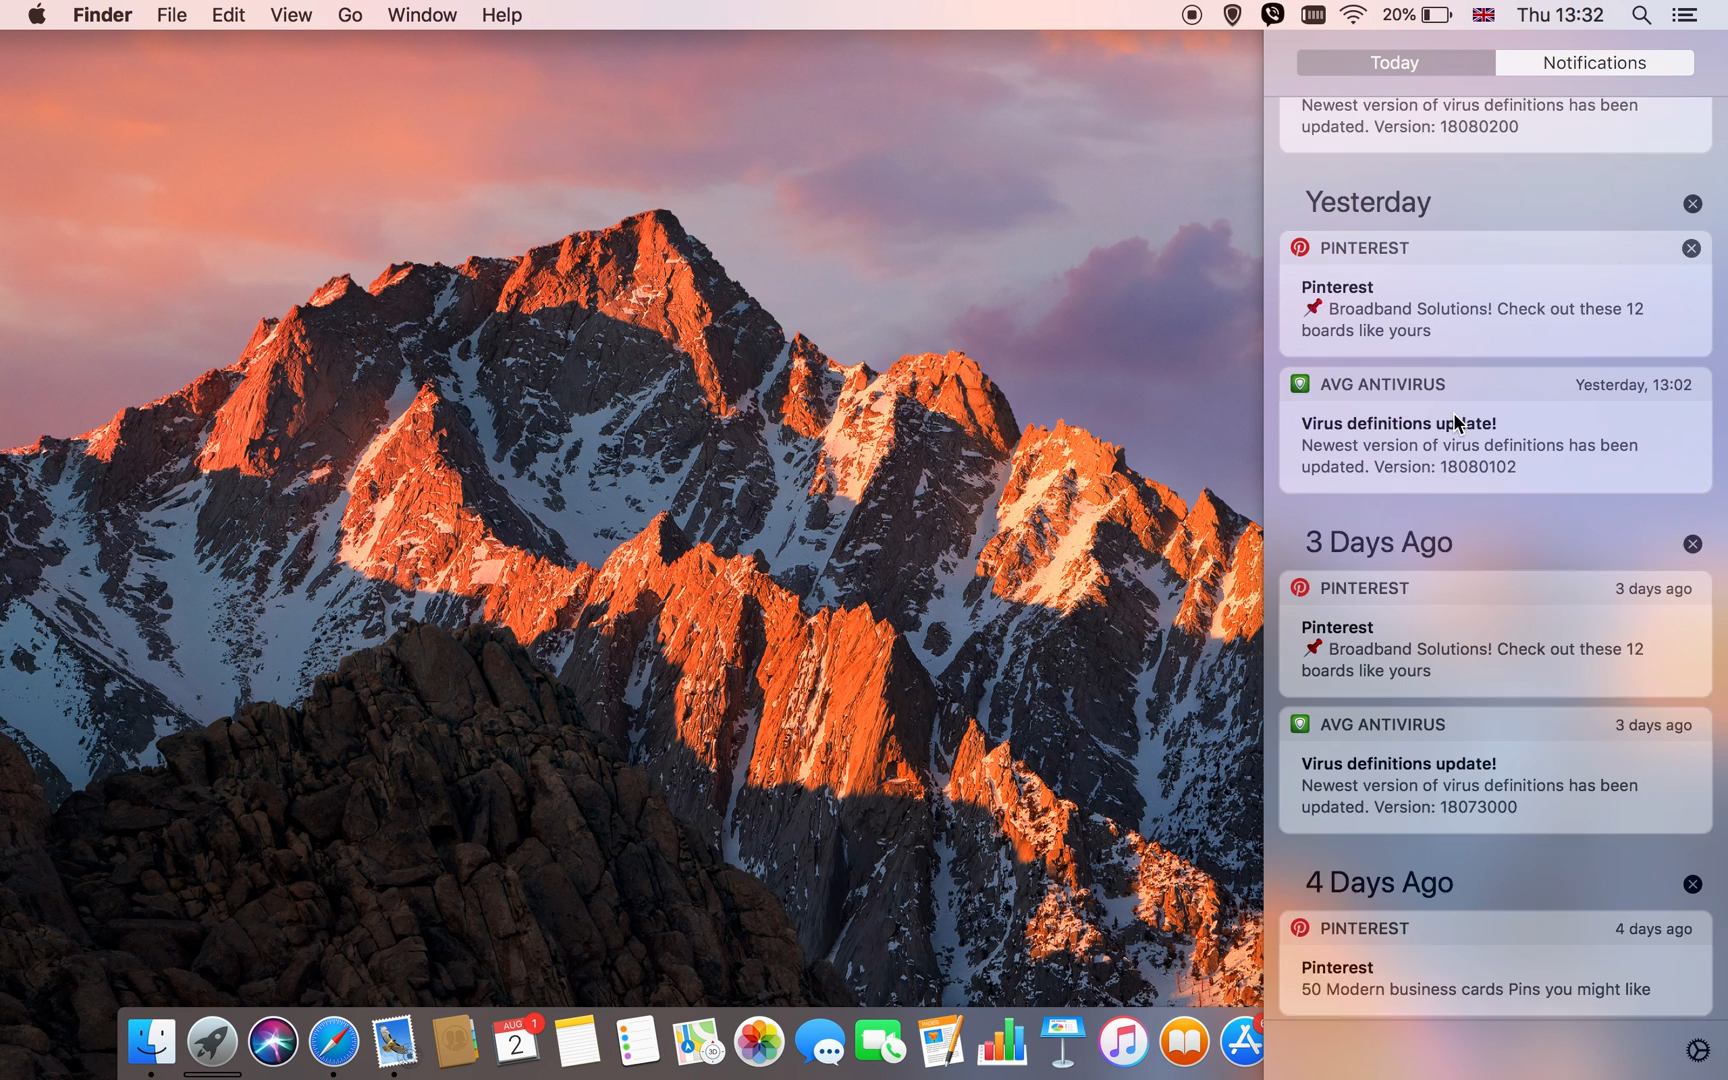 Finder File Edit View Go Window Help 20% Thu 13:32
Today Notifications
Newest version of virus definitions has been
updated. Version: 18080200
Yesterday
PINTEREST
Pinterest
📌 Broadband Solutions! Check out these 12
boards like yours
AVG ANTIVIRUS Yesterday, 13:02
Virus definitions update!
Newest version of virus definitions has been
updated. Version: 18080102
3 Days Ago
PINTEREST 3 days ago
Pinterest
📌 Broadband Solutions! Check out these 12
boards like yours
AVG ANTIVIRUS 3 days ago
Virus definitions update!
Newest version of virus definitions has been
updated. Version: 18073000
4 Days Ago
PINTEREST 4 days ago
Pinterest
50 Modern business cards Pins you might like
AUG 1
2
3D
PAGES